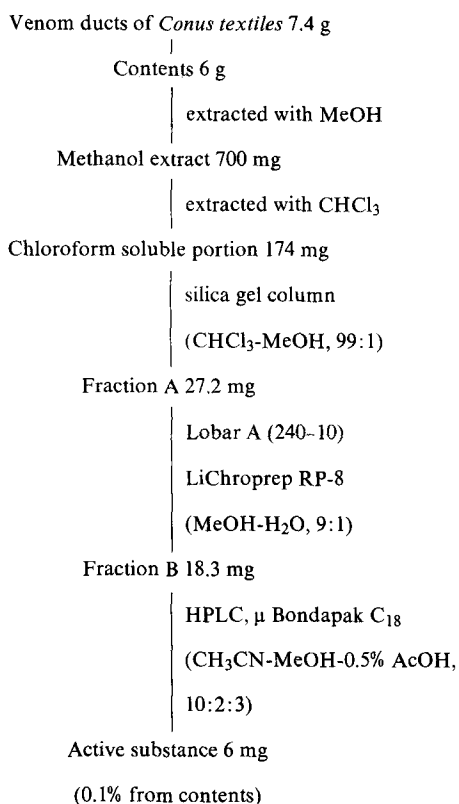 Venom ducts of Conus textiles 7.4 g
Contents 6 g
extracted with MeOH
Methanol extract 700 mg
extracted with CHCl₃
Chloroform soluble portion 174 mg
silica gel column
(CHCl₃-MeOH, 99:1)
Fraction A 27.2 mg
Lobar A (240-10)
LiChroprep RP-8
(MeOH-H₂O, 9:1)
Fraction B 18.3 mg
HPLC, μ Bondapak C₁₈
(CH₃CN-MeOH-0.5% AcOH,
10:2:3)
Active substance 6 mg
(0.1% from contents)